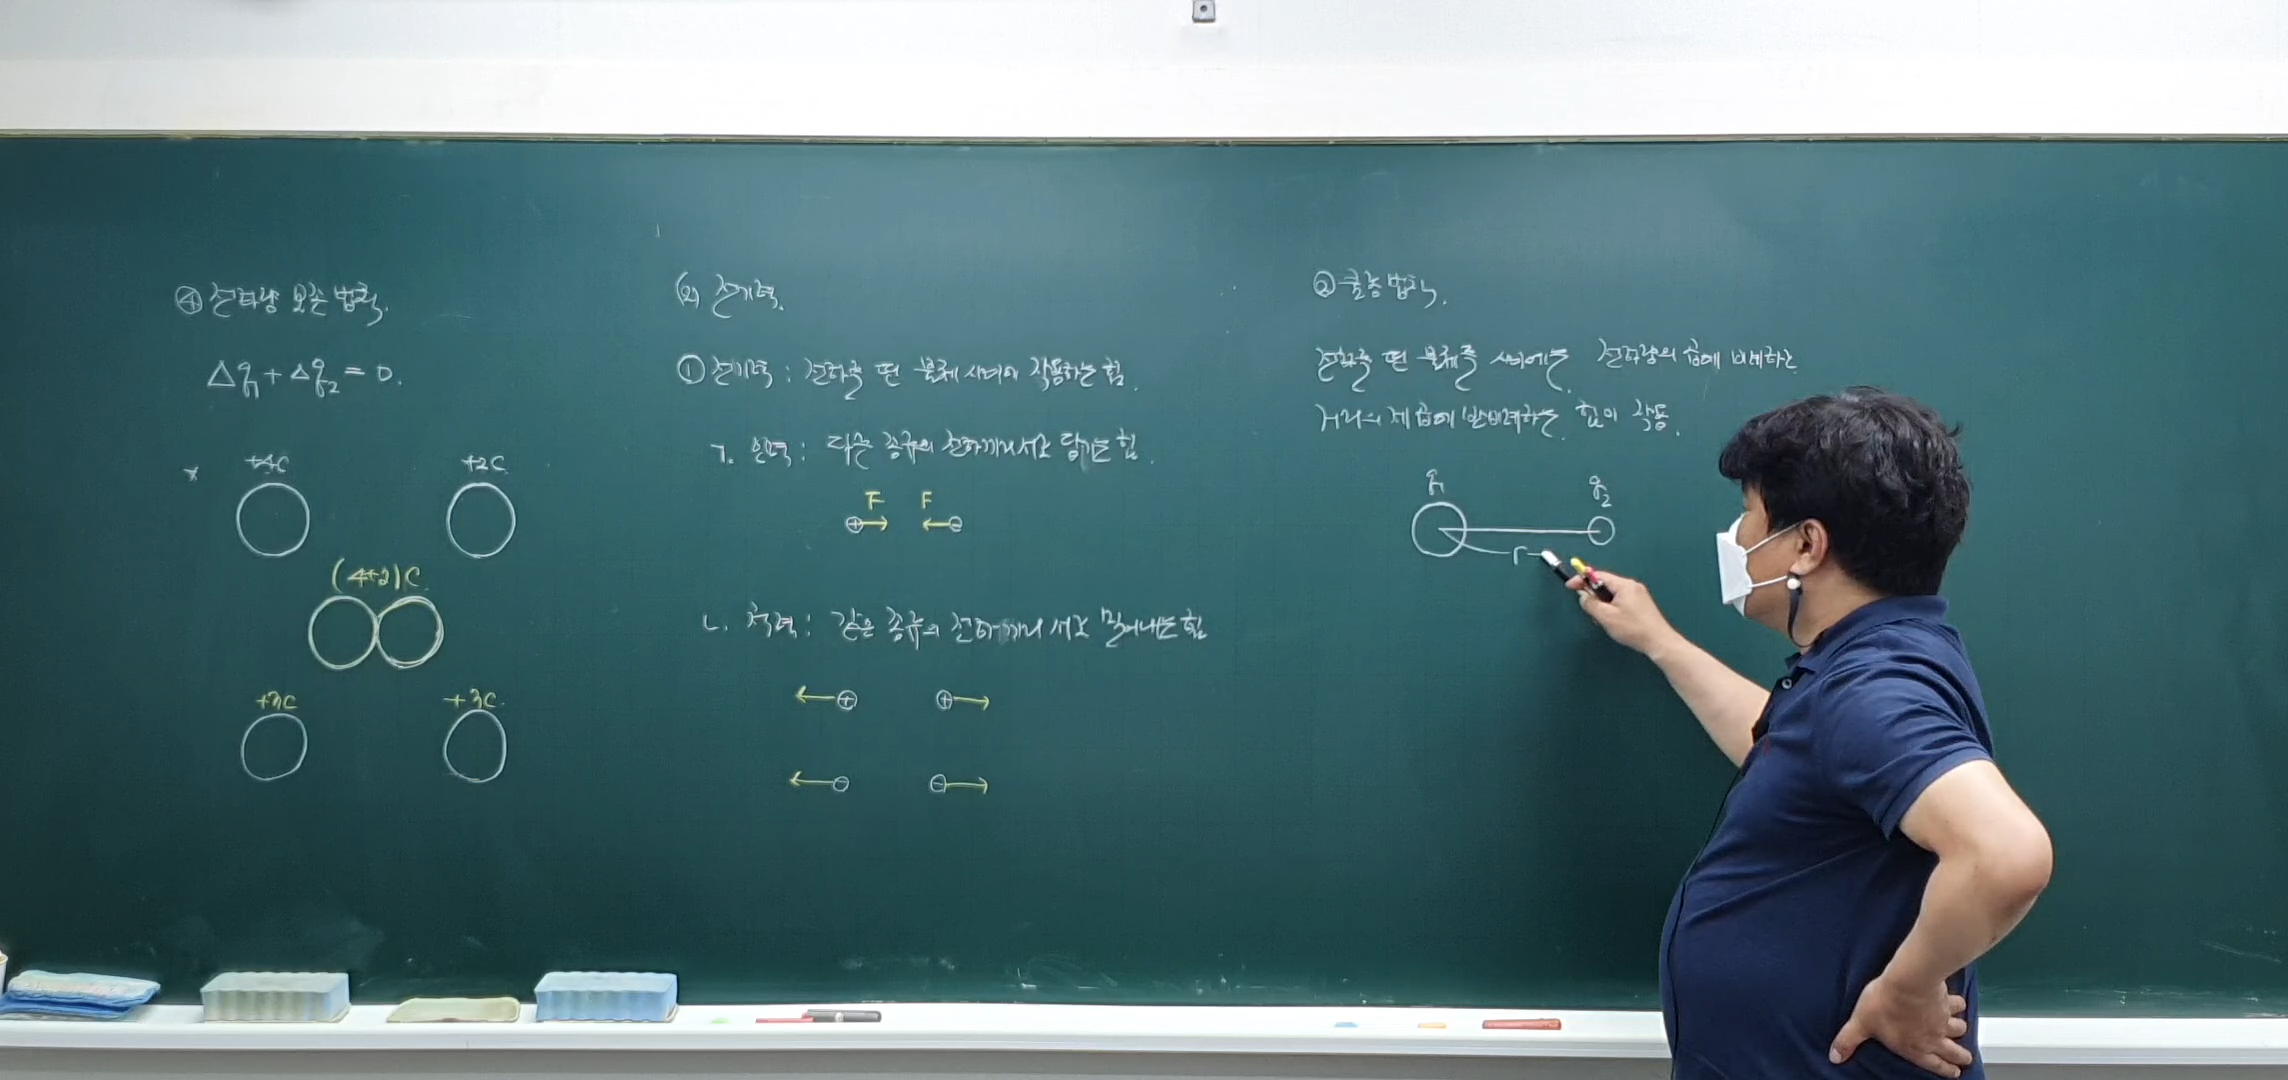 ④ 전하량 보존 법칙.
Δq₁ + Δq₂ = 0.
* +4C +2C
(4+2)C
+3C +3C
(2) 전기력.
① 전기력 : 전하를 띤 물체 사이에 작용하는 힘.
ㄱ. 인력 : 다른 종류의 전하끼리 서로 당기는 힘.
F F
⊕ ⊖
ㄴ. 척력 : 같은 종류의 전하끼리 서로 밀어내는 힘
⊕ ⊕
⊖ ⊖
② 쿨롱 법칙.
전하를 띤 물체들 사이에는 전하량의 곱에 비례하고
거리의 제곱에 반비례하는 힘이 작용.
q₁ q₂
r